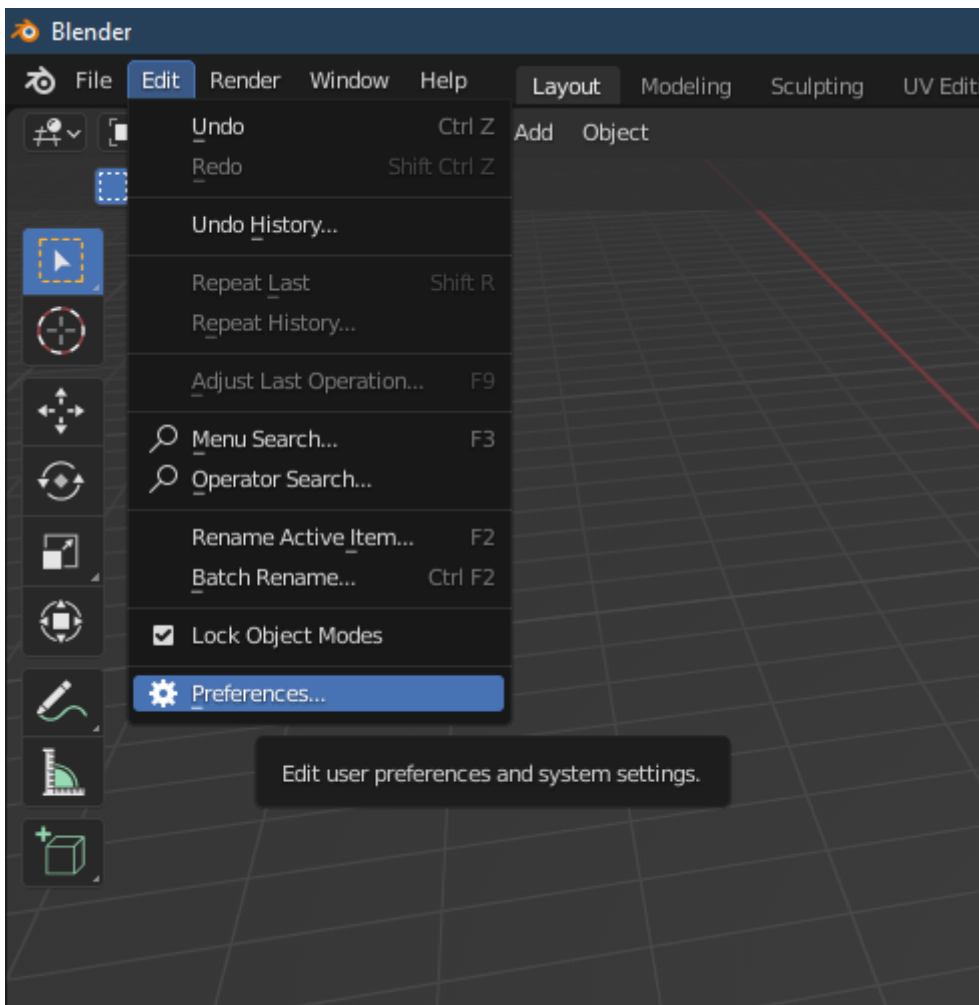 Blender
File Edit Render Window Help Layout Modeling Sculpting UV Edit
Add Object
Undo Ctrl Z
Redo Shift Ctrl Z
Undo History...
Repeat Last Shift R
Repeat History...
Adjust Last Operation... F9
Menu Search... F3
Operator Search...
Rename Active Item... F2
Batch Rename... Ctrl F2
Lock Object Modes
Preferences...
Edit user preferences and system settings.